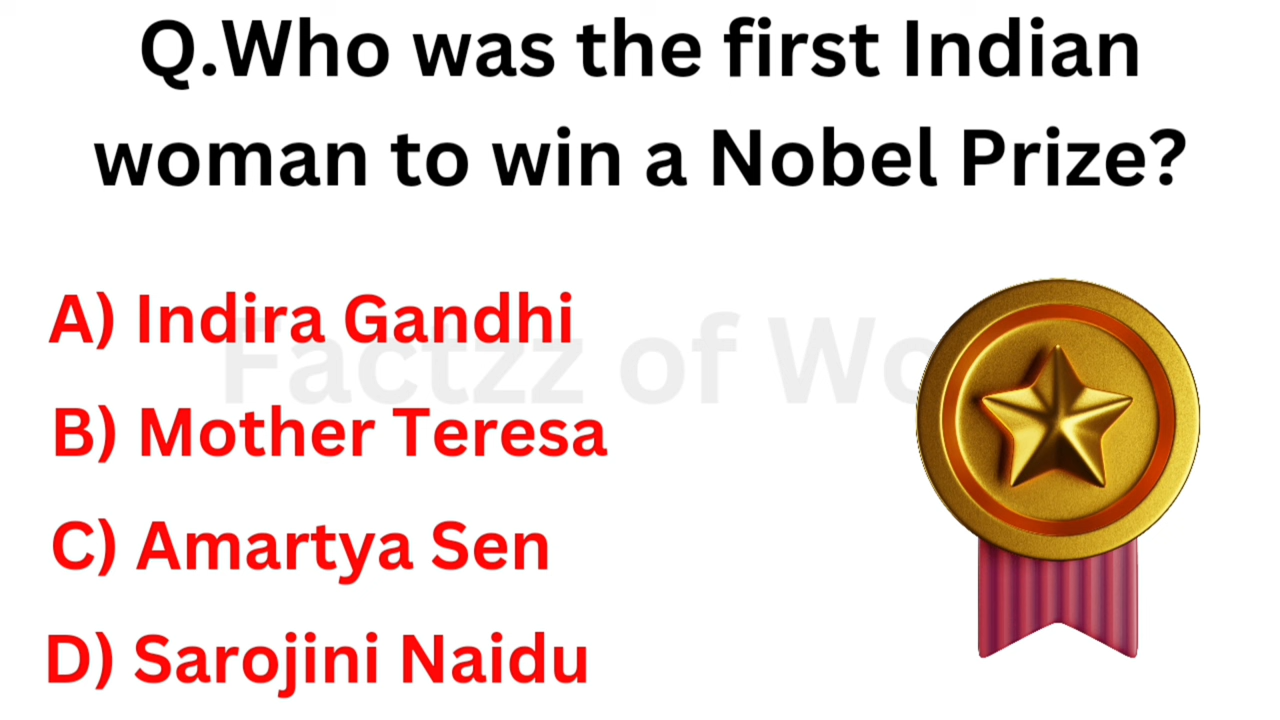 Q.Who was the first Indian
woman to win a Nobel Prize?
A) Indira Gandhi
Factzz of Wo
B) Mother Teresa
C) Amartya Sen
D) Sarojini Naidu